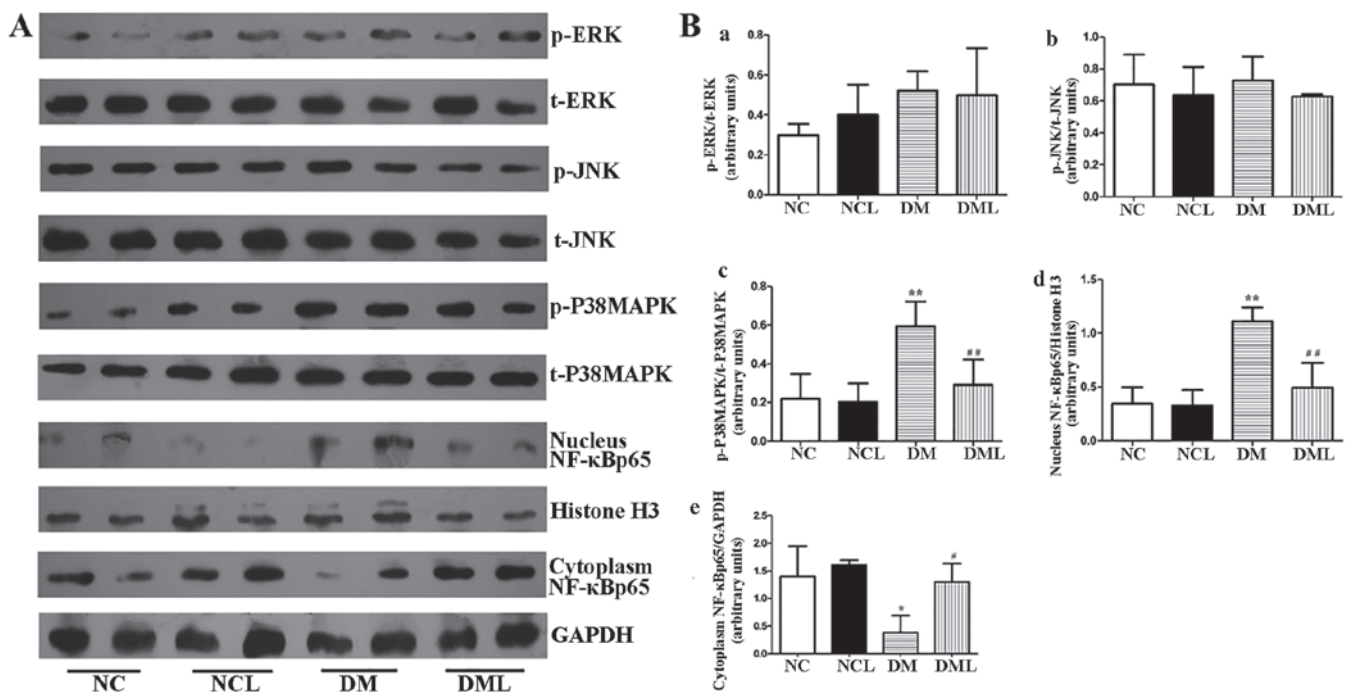 A
p-ERK
t-ERK
p-JNK
t-JNK
p-P38MAPK
t-P38MAPK
Nucleus
NF-κBp65
Histone H3
Cytoplasm
NF-κBp65
GAPDH
NC NCL DM DML
B
a
p-ERK/t-ERK
(arbitrary units)
0.8
0.6
0.4
0.2
0.0
NC NCL DM DML
b
p-JNK/t-JNK
(arbitrary units)
1.0
0.8
0.6
0.4
0.2
0.0
NC NCL DM DML
c
p-P38MAPK/t-P38MAPK
(arbitrary units)
0.8
0.6
0.4
0.2
0.0
**
##
NC NCL DM DML
d
Nucleus NF-κBp65/Histone H3
(arbitrary units)
1.5
1.0
0.5
0.0
**
##
NC NCL DM DML
e
Cytoplasm NF-κBp65/GAPDH
(arbitrary units)
2.5
2.0
1.5
1.0
0.5
0.0
*
#
NC NCL DM DML